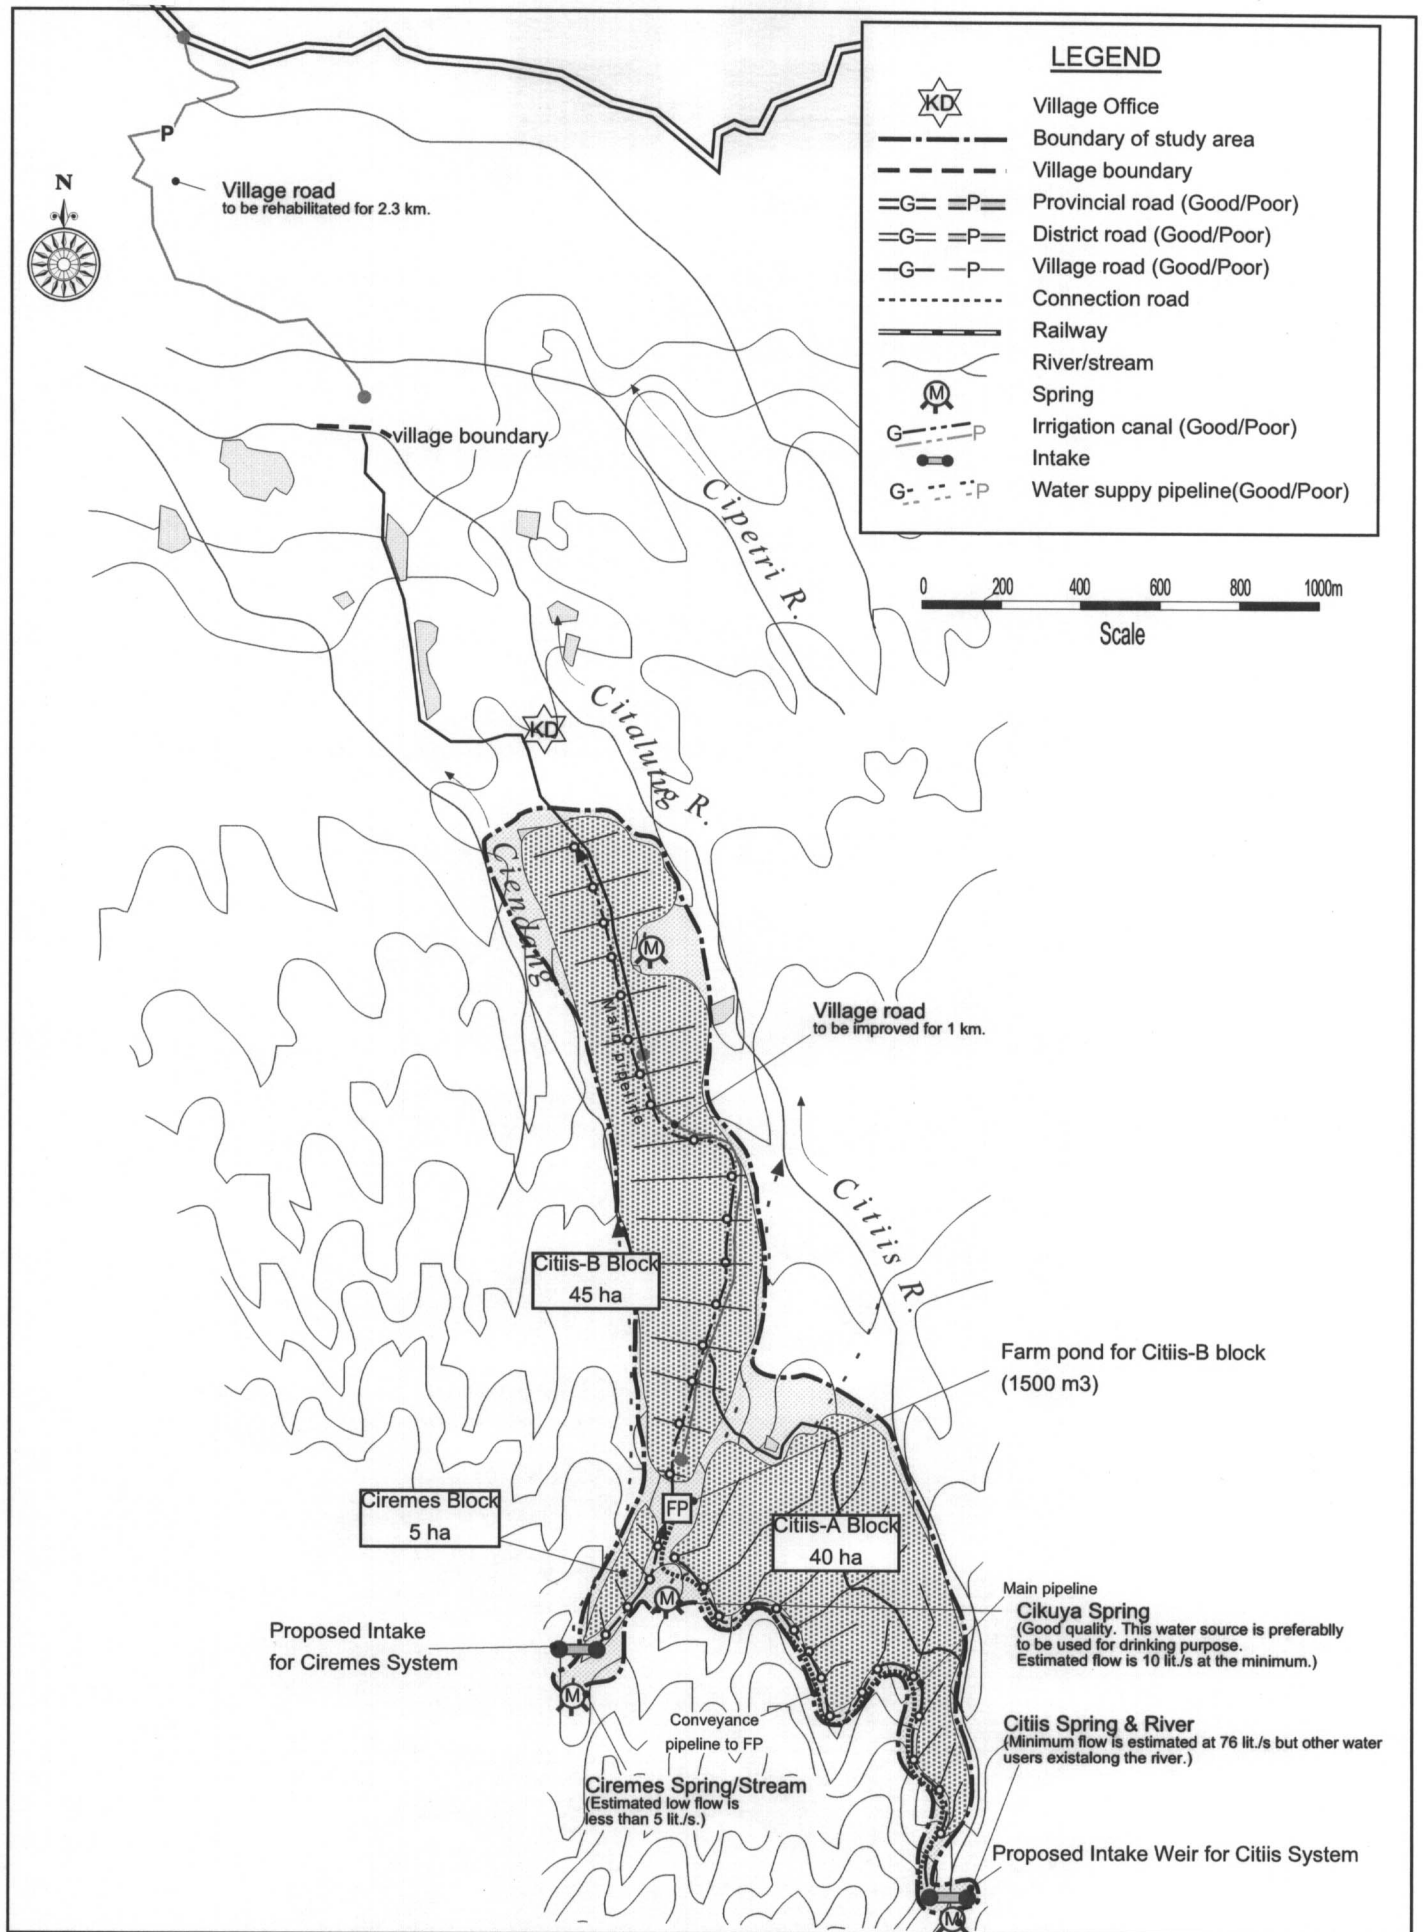 LEGEND
KD
Village Office
Boundary of study area
Village boundary
G P Provincial road (Good/Poor)
G P District road (Good/Poor)
G P Village road (Good/Poor)
Connection road
Railway
River/stream
M Spring
G P Irrigation canal (Good/Poor)
Intake
G P Water suppy pipeline(Good/Poor)
0 200 400 600 800 1000m
Scale
P
N
Village road
to be rehabilitated for 2.3 km.
village boundary
Cipetri R.
Citalutug R.
KD
Ciendang
M
Main pipeline
Village road
to be improved for 1 km.
Citiis R.
Citiis-B Block
45 ha
Farm pond for Citiis-B block
(1500 m3)
Ciremes Block
5 ha
FP
Citiis-A Block
40 ha
M
Main pipeline
Cikuya Spring
(Good quality. This water source is preferablly
to be used for drinking purpose.
Estimated flow is 10 lit./s at the minimum.)
Proposed Intake
for Ciremes System
M
Conveyance
pipeline to FP
Citiis Spring & River
(Minimum flow is estimated at 76 lit./s but other water
users existalong the river.)
Ciremes Spring/Stream
(Estimated low flow is
less than 5 lit./s.)
Proposed Intake Weir for Citiis System
M